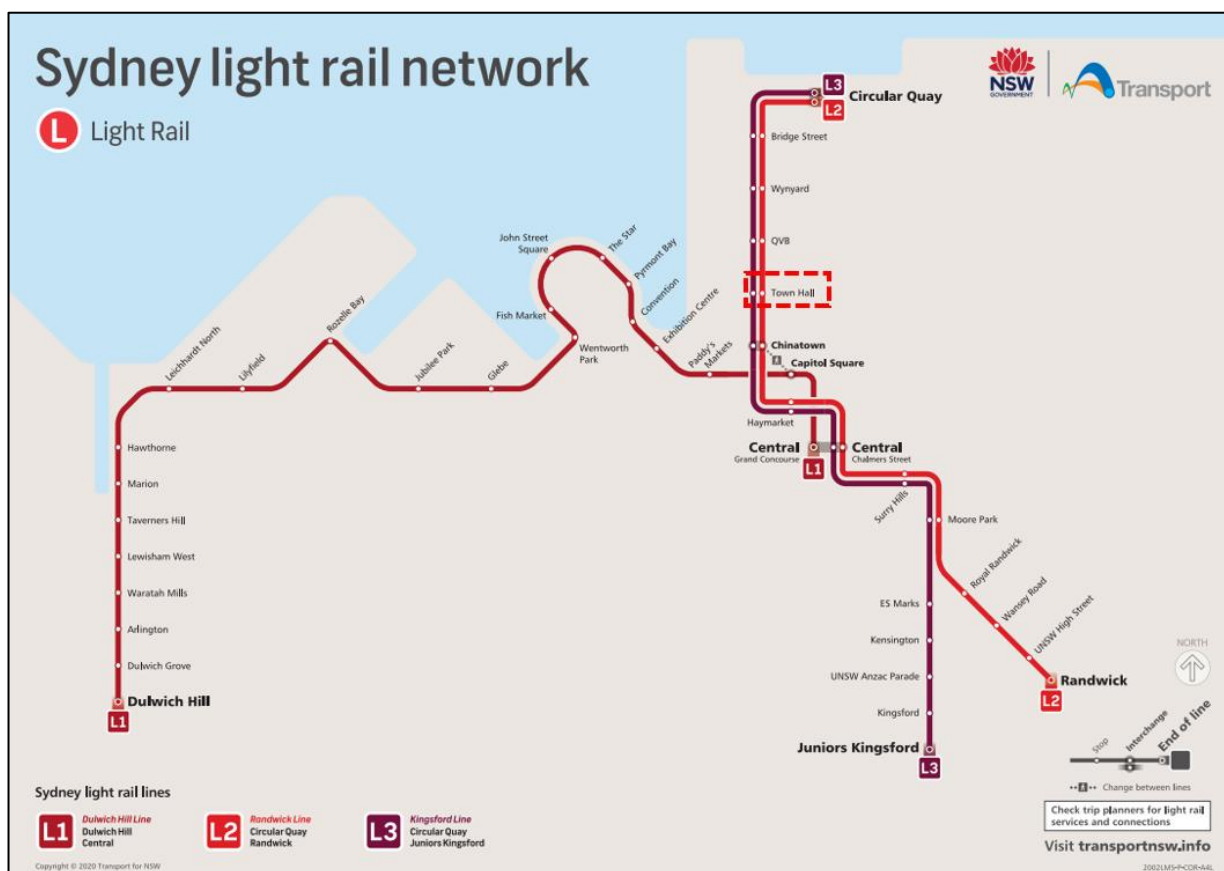 Sydney light rail network
L Light Rail
NSW
GOVERNMENT
Transport
L3
Circular Quay
L2
Bridge Street
Wynyard
QVB
Town Hall
Chinatown
Capitol Square
Haymarket
Central
Grand Concourse
L1
Central
Chalmers Street
Surry Hills
Moore Park
Royal Randwick
Wansey Road
UNSW High Street
Randwick
L2
ES Marks
Kensington
UNSW Anzac Parade
Kingsford
Juniors Kingsford
L3
Paddy's
Markets
Exhibition Centre
Convention
Pyrmont Bay
The Star
John Street
Square
Fish Market
Wentworth
Park
Glebe
Jubilee Park
Rozelle Bay
Lilyfield
Leichhardt North
Hawthorne
Marion
Taverners Hill
Lewisham West
Waratah Mills
Arlington
Dulwich Grove
Dulwich Hill
L1
NORTH
Stop
Interchange
End of line
Change between lines
Check trip planners for light rail
services and connections
Visit transportnsw.info
Sydney light rail lines
L1
Dulwich Hill Line
Dulwich Hill
Central
L2
Randwick Line
Circular Quay
Randwick
L3
Kingsford Line
Circular Quay
Juniors Kingsford
Copyright © 2020 Transport for NSW
2002LMS-P-COR-A4L